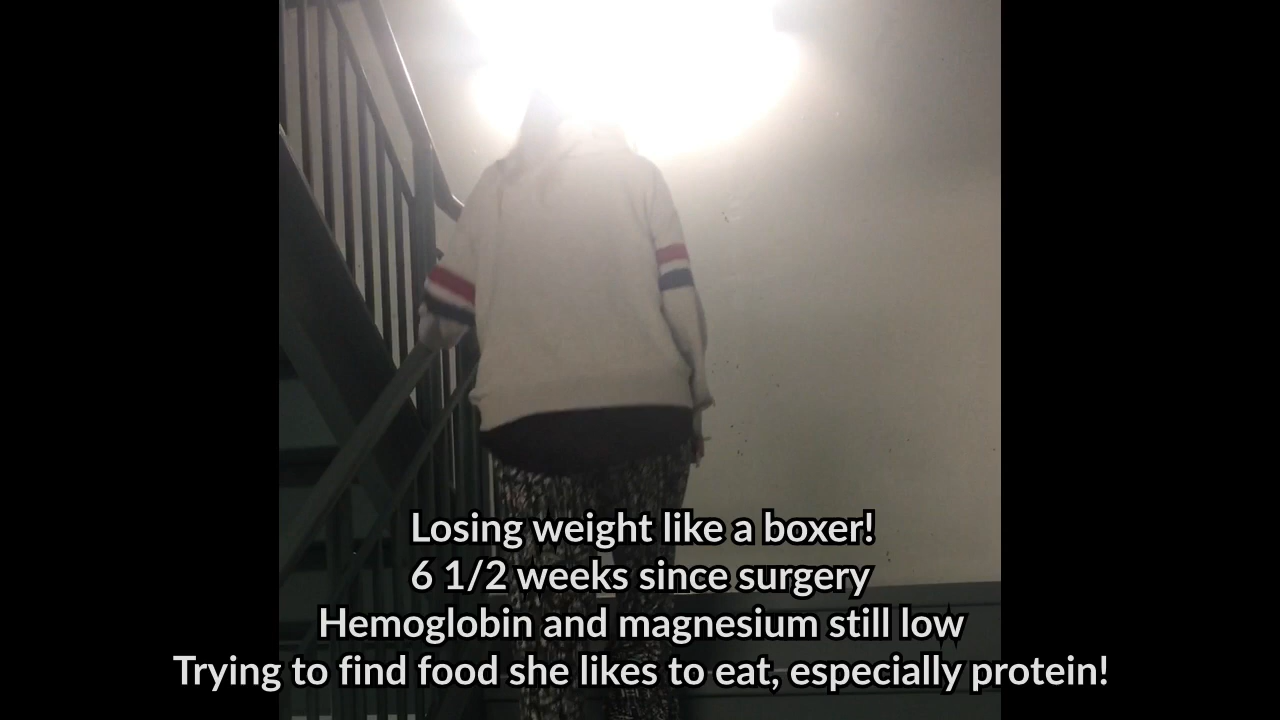 Losing weight like a boxer!
6 1/2 weeks since surgery
Hemoglobin and magnesium still low
Trying to find food she likes to eat, especially protein!